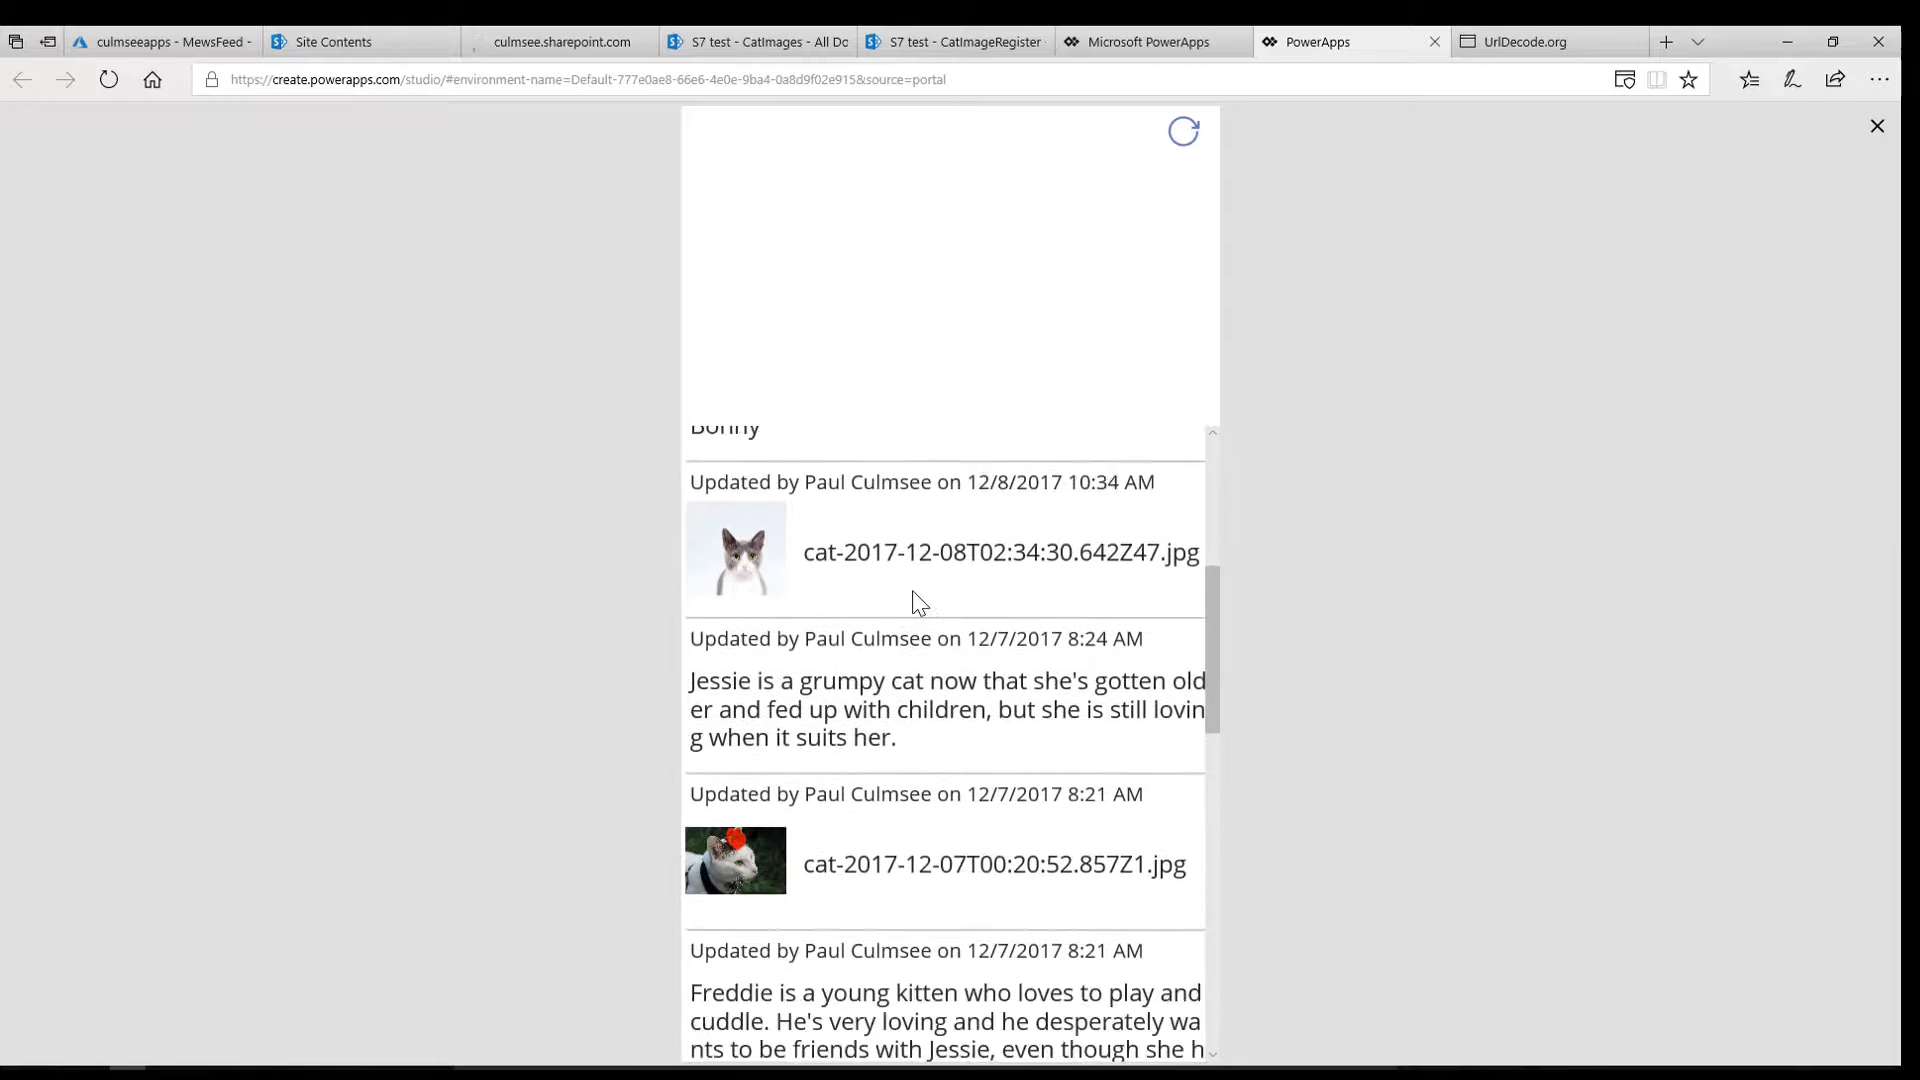 culmseeapps - MewsFeed -
Site Contents
culmsee.sharepoint.com
S7 test - CatImages - All Do
S7 test - CatImageRegister
Microsoft PowerApps
PowerApps
UrlDecode.org
https://create.powerapps.com/studio/#environment-name=Default-777e0ae8-66e6-4e0e-9ba4-0a8d9f02e915&source=portal
Bonny
Updated by Paul Culmsee on 12/8/2017 10:34 AM
cat-2017-12-08T02:34:30.642Z47.jpg
Updated by Paul Culmsee on 12/7/2017 8:24 AM
Jessie is a grumpy cat now that she's gotten old
er and fed up with children, but she is still lovin
g when it suits her.
Updated by Paul Culmsee on 12/7/2017 8:21 AM
cat-2017-12-07T00:20:52.857Z1.jpg
Updated by Paul Culmsee on 12/7/2017 8:21 AM
Freddie is a young kitten who loves to play and
cuddle. He's very loving and he desperately wa
nts to be friends with Jessie, even though she h